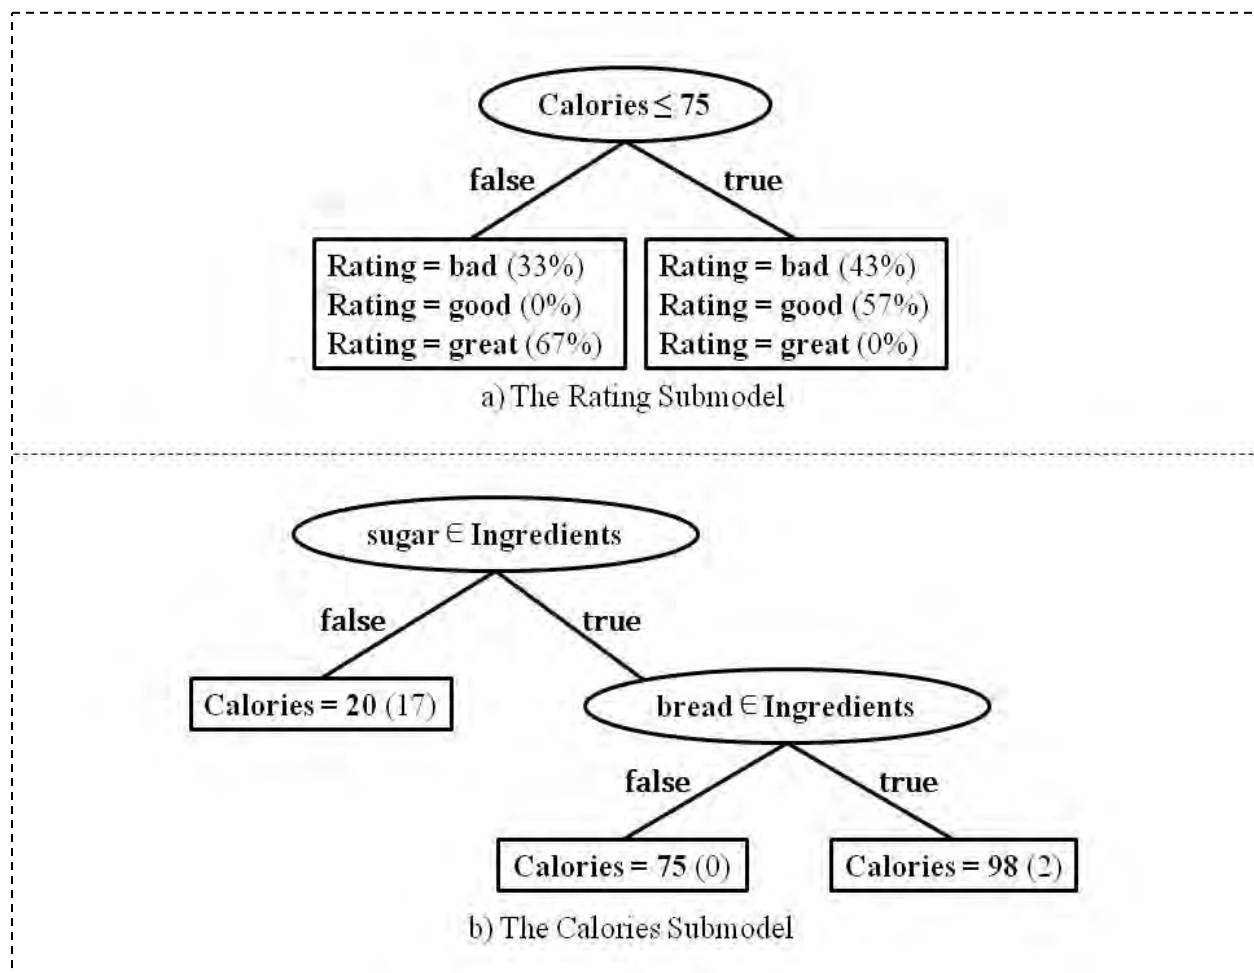 Calories ≤ 75
false
true
Rating = bad (33%)
Rating = good (0%)
Rating = great (67%)
Rating = bad (43%)
Rating = good (57%)
Rating = great (0%)
a) The Rating Submodel
sugar ∈ Ingredients
false
true
Calories = 20 (17)
bread ∈ Ingredients
false
true
Calories = 75 (0)
Calories = 98 (2)
b) The Calories Submodel